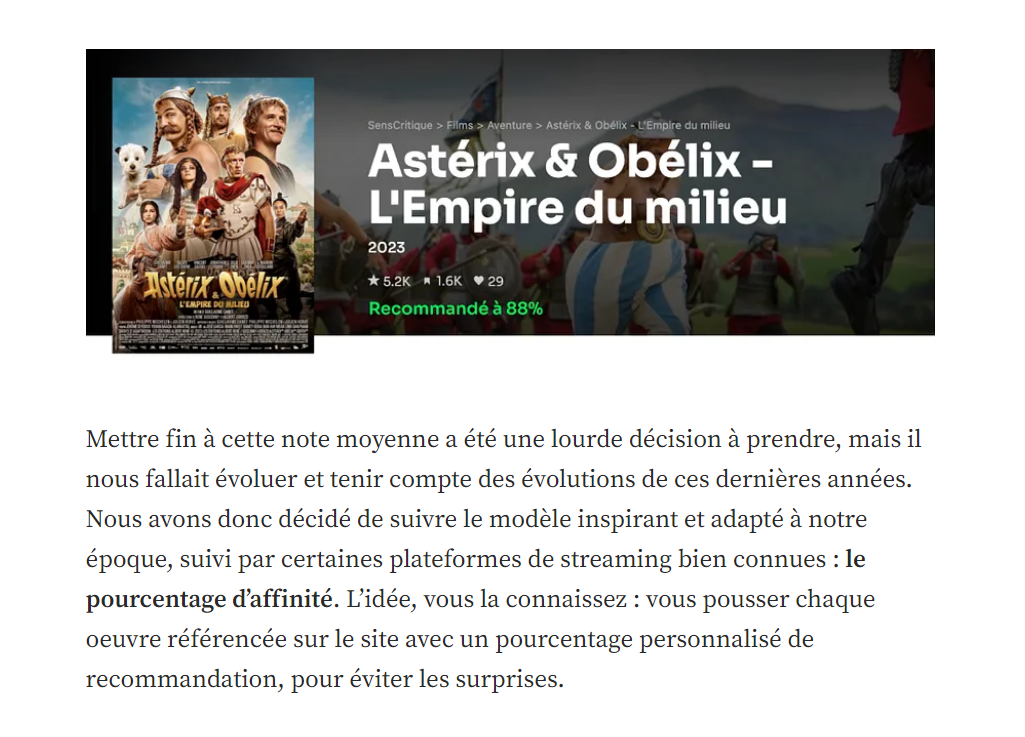 SensCritique > Films > Aventure > Astérix & Obélix - L'Empire du milieu
Astérix & Obélix -
L'Empire du milieu
2023
5.2K 1.6K 29
Recommandé à 88%
Astérix & Obélix
L'EMPIRE DU MILIEU
Mettre fin à cette note moyenne a été une lourde décision à prendre, mais il
nous fallait évoluer et tenir compte des évolutions de ces dernières années.
Nous avons donc décidé de suivre le modèle inspirant et adapté à notre
époque, suivi par certaines plateformes de streaming bien connues : le
pourcentage d’affinité. L’idée, vous la connaissez : vous pousser chaque
oeuvre référencée sur le site avec un pourcentage personnalisé de
recommandation, pour éviter les surprises.